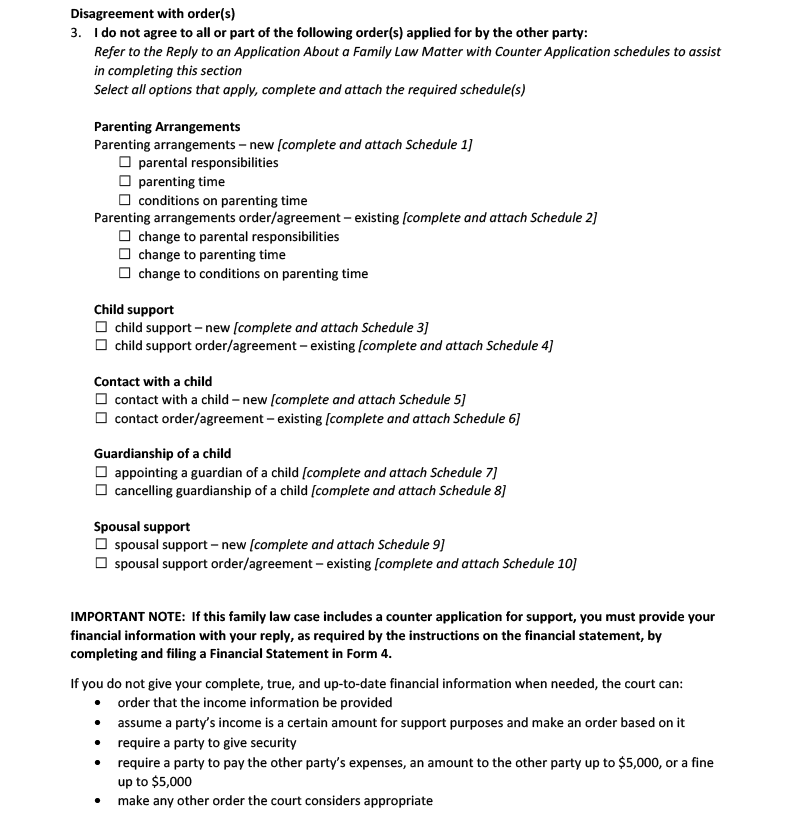 Disagreement with order(s)
3. I do not agree to all or part of the following order(s) applied for by the other party:
Refer to the Reply to an Application About a Family Law Matter with Counter Application schedules to assist
in completing this section
Select all options that apply, complete and attach the required schedule(s)
Parenting Arrangements
Parenting arrangements – new [complete and attach Schedule 1]
☐ parental responsibilities
☐ parenting time
☐ conditions on parenting time
Parenting arrangements order/agreement – existing [complete and attach Schedule 2]
☐ change to parental responsibilities
☐ change to parenting time
☐ change to conditions on parenting time
Child support
☐ child support – new [complete and attach Schedule 3]
☐ child support order/agreement – existing [complete and attach Schedule 4]
Contact with a child
☐ contact with a child – new [complete and attach Schedule 5]
☐ contact order/agreement – existing [complete and attach Schedule 6]
Guardianship of a child
☐ appointing a guardian of a child [complete and attach Schedule 7]
☐ cancelling guardianship of a child [complete and attach Schedule 8]
Spousal support
☐ spousal support – new [complete and attach Schedule 9]
☐ spousal support order/agreement – existing [complete and attach Schedule 10]
IMPORTANT NOTE: If this family law case includes a counter application for support, you must provide your
financial information with your reply, as required by the instructions on the financial statement, by
completing and filing a Financial Statement in Form 4.
If you do not give your complete, true, and up-to-date financial information when needed, the court can:
• order that the income information be provided
• assume a party's income is a certain amount for support purposes and make an order based on it
• require a party to give security
• require a party to pay the other party's expenses, an amount to the other party up to $5,000, or a fine
up to $5,000
• make any other order the court considers appropriate